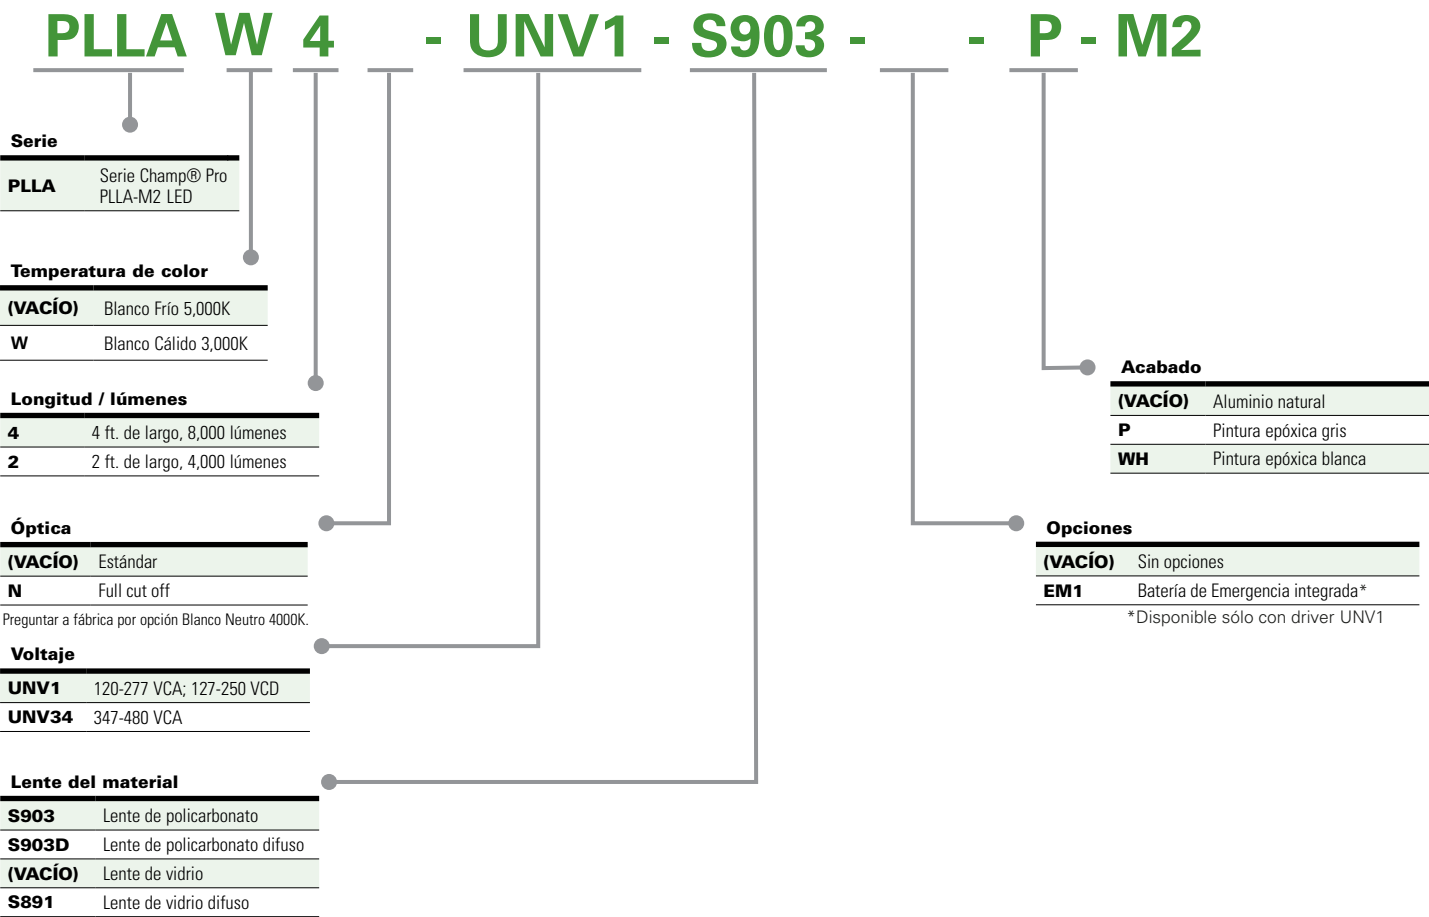 PLLA W 4 - UNV1 - S903 - - P - M2
Serie
PLLA Serie Champ® Pro
PLLA-M2 LED
Temperatura de color
(VACÍO) Blanco Frío 5,000K
W Blanco Cálido 3,000K
Longitud / lúmenes
4 4 ft. de largo, 8,000 lúmenes
2 2 ft. de largo, 4,000 lúmenes
Óptica
(VACÍO) Estándar
N Full cut off
Preguntar a fábrica por opción Blanco Neutro 4000K.
Voltaje
UNV1 120-277 VCA; 127-250 VCD
UNV34 347-480 VCA
Lente del material
S903 Lente de policarbonato
S903D Lente de policarbonato difuso
(VACÍO) Lente de vidrio
S891 Lente de vidrio difuso
Acabado
(VACÍO) Aluminio natural
P Pintura epóxica gris
WH Pintura epóxica blanca
Opciones
(VACÍO) Sin opciones
EM1 Batería de Emergencia integrada*
*Disponible sólo con driver UNV1